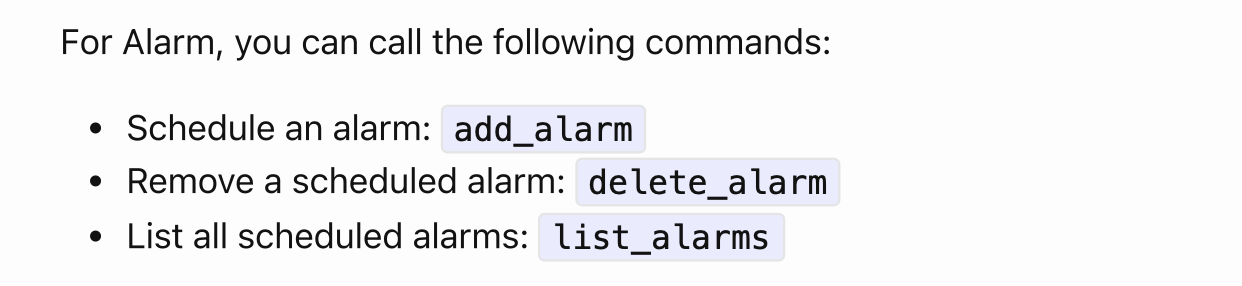 For Alarm, you can call the following commands:
• Schedule an alarm: add_alarm
• Remove a scheduled alarm: delete_alarm
• List all scheduled alarms: list_alarms